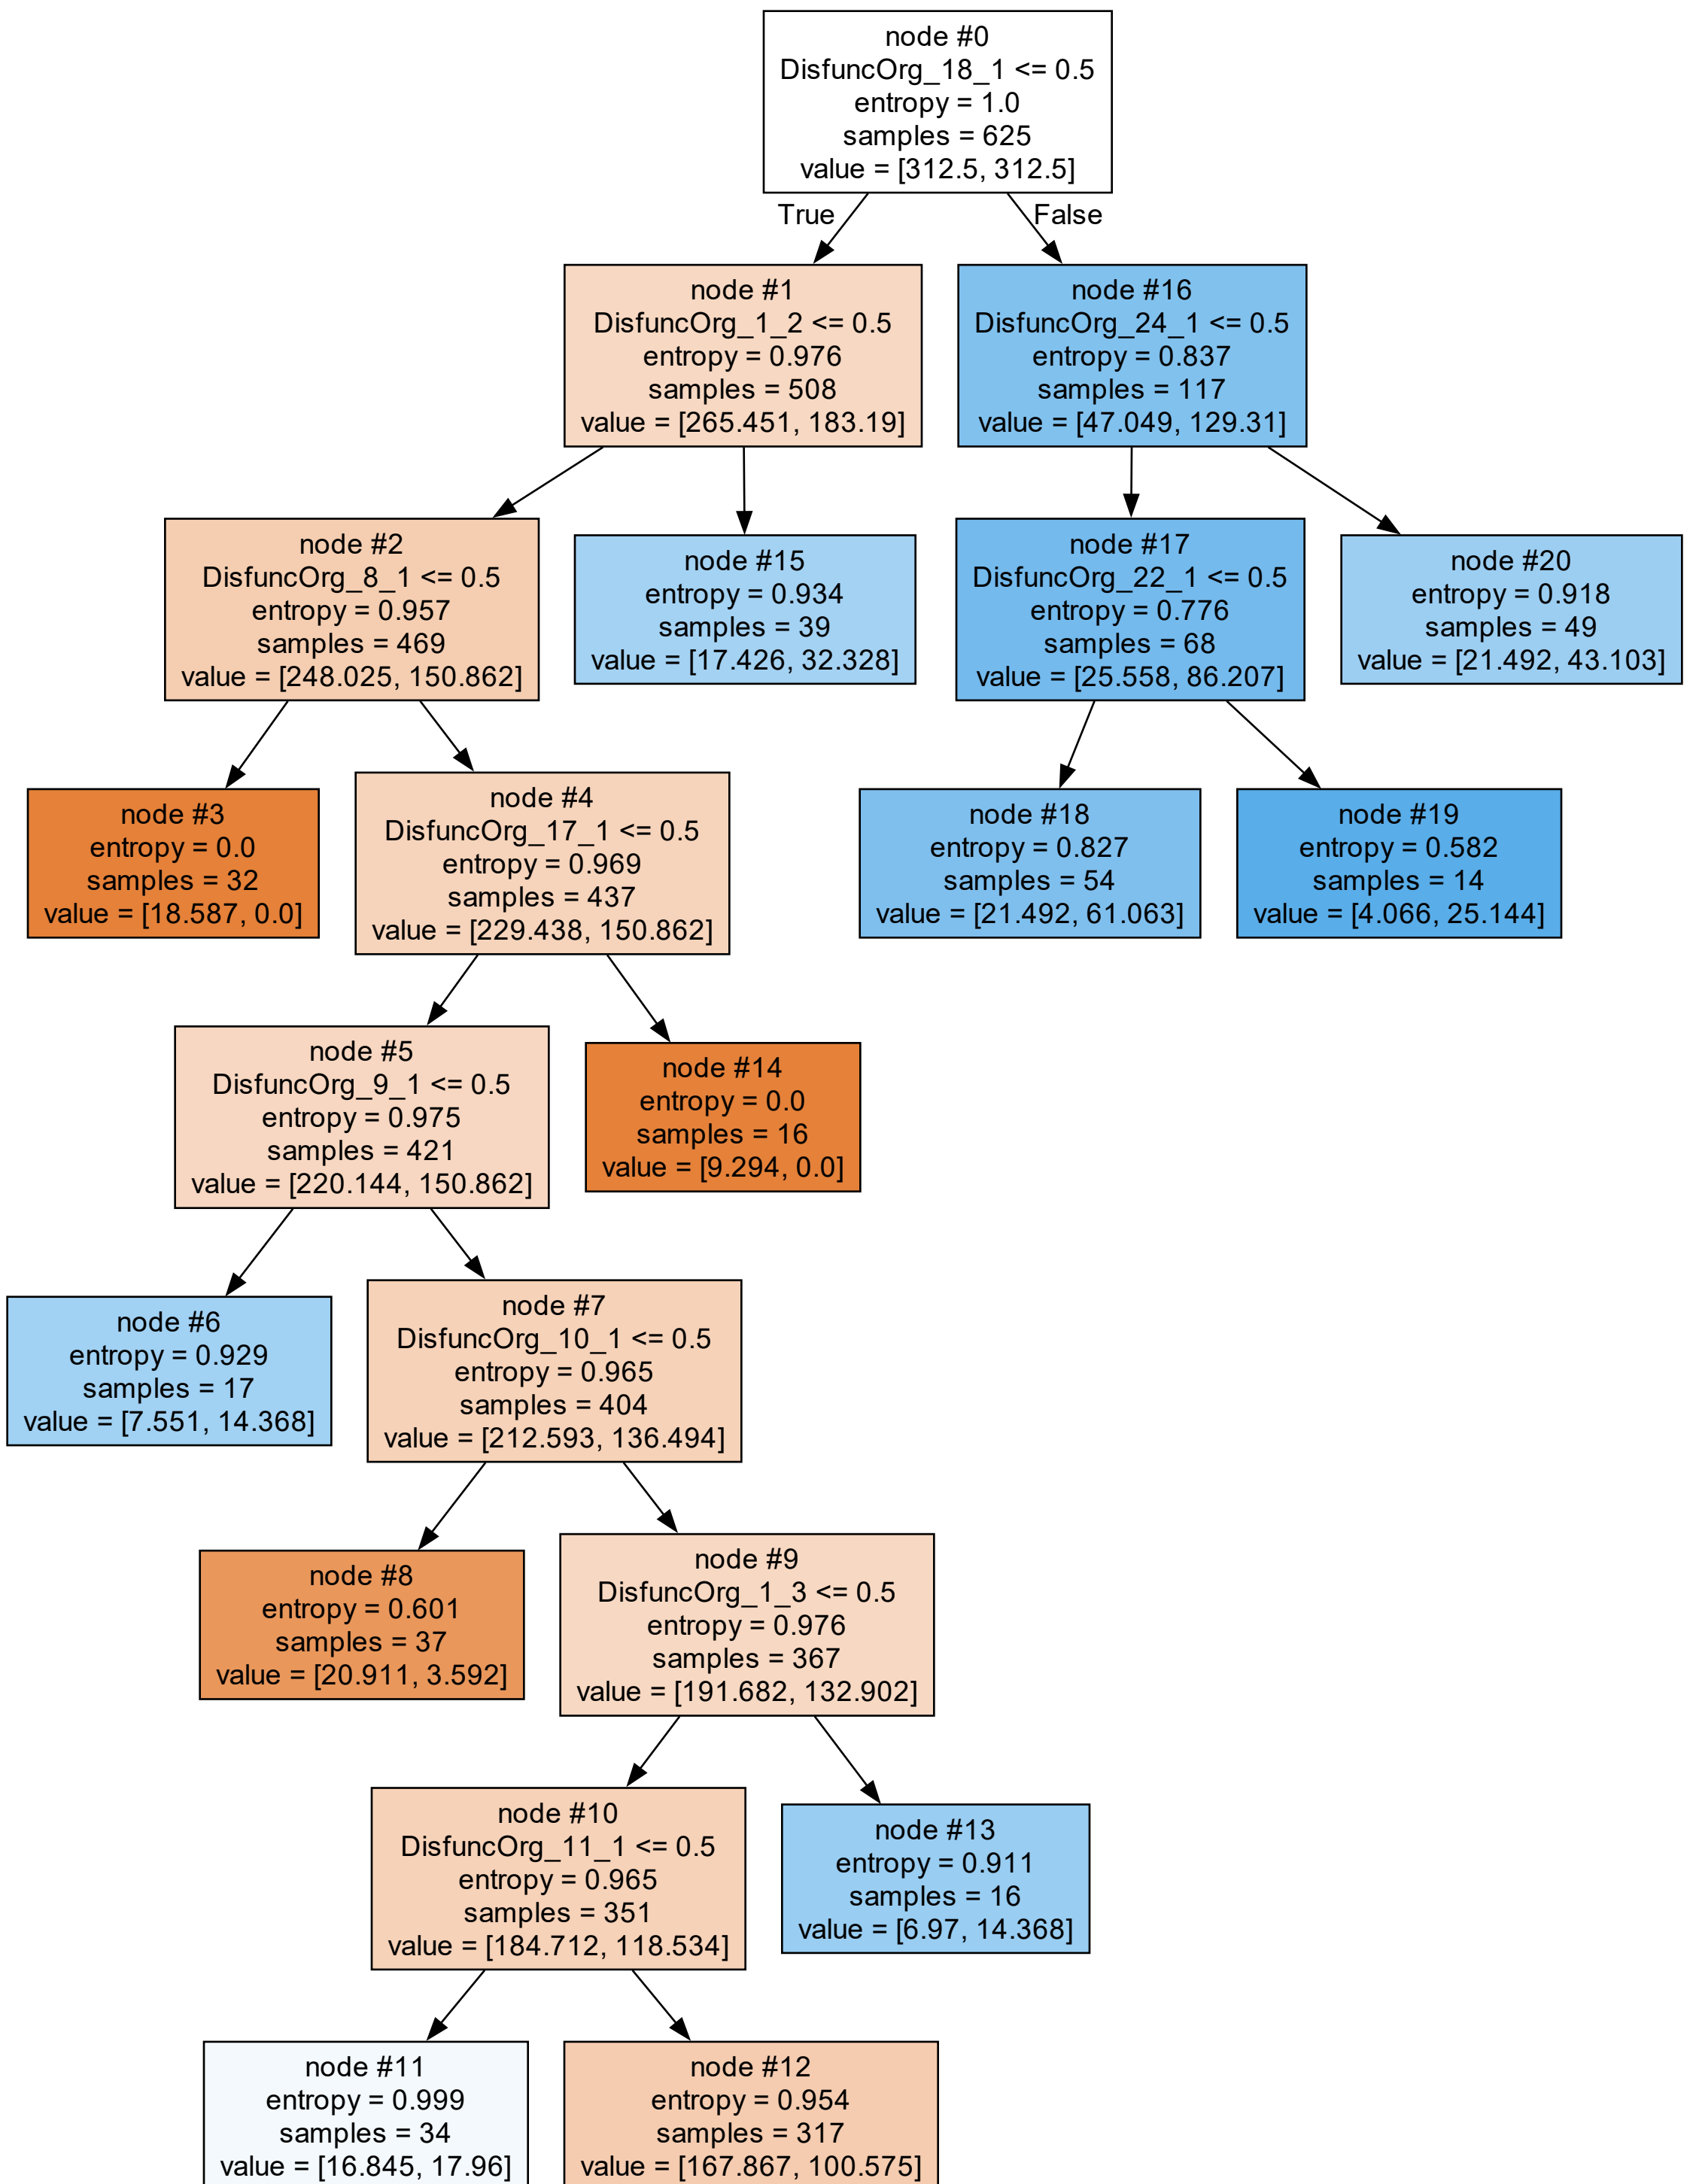 node #0
DisfuncOrg_18_1 <= 0.5
entropy = 1.0
samples = 625
value = [312.5, 312.5]
True
False
node #1
DisfuncOrg_1_2 <= 0.5
entropy = 0.976
samples = 508
value = [265.451, 183.19]
node #16
DisfuncOrg_24_1 <= 0.5
entropy = 0.837
samples = 117
value = [47.049, 129.31]
node #2
DisfuncOrg_8_1 <= 0.5
entropy = 0.957
samples = 469
value = [248.025, 150.862]
node #15
entropy = 0.934
samples = 39
value = [17.426, 32.328]
node #17
DisfuncOrg_22_1 <= 0.5
entropy = 0.776
samples = 68
value = [25.558, 86.207]
node #20
entropy = 0.918
samples = 49
value = [21.492, 43.103]
node #3
entropy = 0.0
samples = 32
value = [18.587, 0.0]
node #4
DisfuncOrg_17_1 <= 0.5
entropy = 0.969
samples = 437
value = [229.438, 150.862]
node #18
entropy = 0.827
samples = 54
value = [21.492, 61.063]
node #19
entropy = 0.582
samples = 14
value = [4.066, 25.144]
node #5
DisfuncOrg_9_1 <= 0.5
entropy = 0.975
samples = 421
value = [220.144, 150.862]
node #14
entropy = 0.0
samples = 16
value = [9.294, 0.0]
node #6
entropy = 0.929
samples = 17
value = [7.551, 14.368]
node #7
DisfuncOrg_10_1 <= 0.5
entropy = 0.965
samples = 404
value = [212.593, 136.494]
node #8
entropy = 0.601
samples = 37
value = [20.911, 3.592]
node #9
DisfuncOrg_1_3 <= 0.5
entropy = 0.976
samples = 367
value = [191.682, 132.902]
node #10
DisfuncOrg_11_1 <= 0.5
entropy = 0.965
samples = 351
value = [184.712, 118.534]
node #13
entropy = 0.911
samples = 16
value = [6.97, 14.368]
node #11
entropy = 0.999
samples = 34
value = [16.845, 17.96]
node #12
entropy = 0.954
samples = 317
value = [167.867, 100.575]